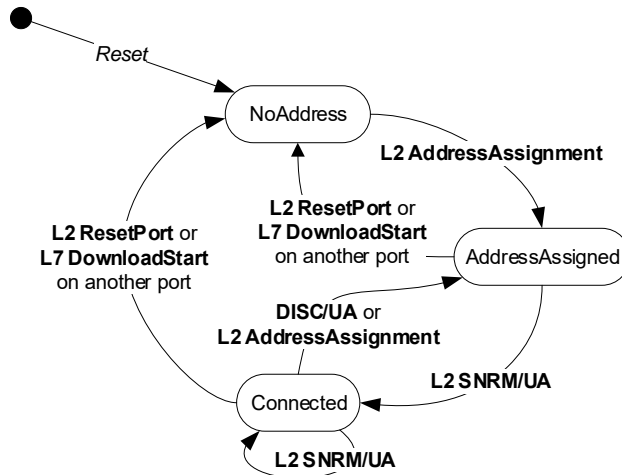 Reset
NoAddress
L2 AddressAssignment
L2 ResetPort or
L7 DownloadStart
on another port
L2 ResetPort or
L7 DownloadStart
on another port
AddressAssigned
DISC/UA or
L2 AddressAssignment
L2 SNRM/UA
Connected
L2 SNRM/UA